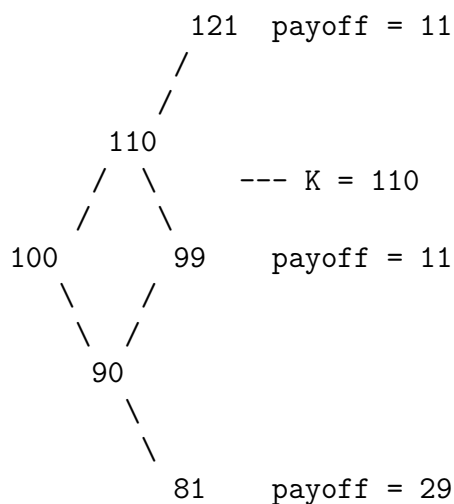 121 payoff = 11
110
--- K = 110
100 99 payoff = 11
90
81 payoff = 29